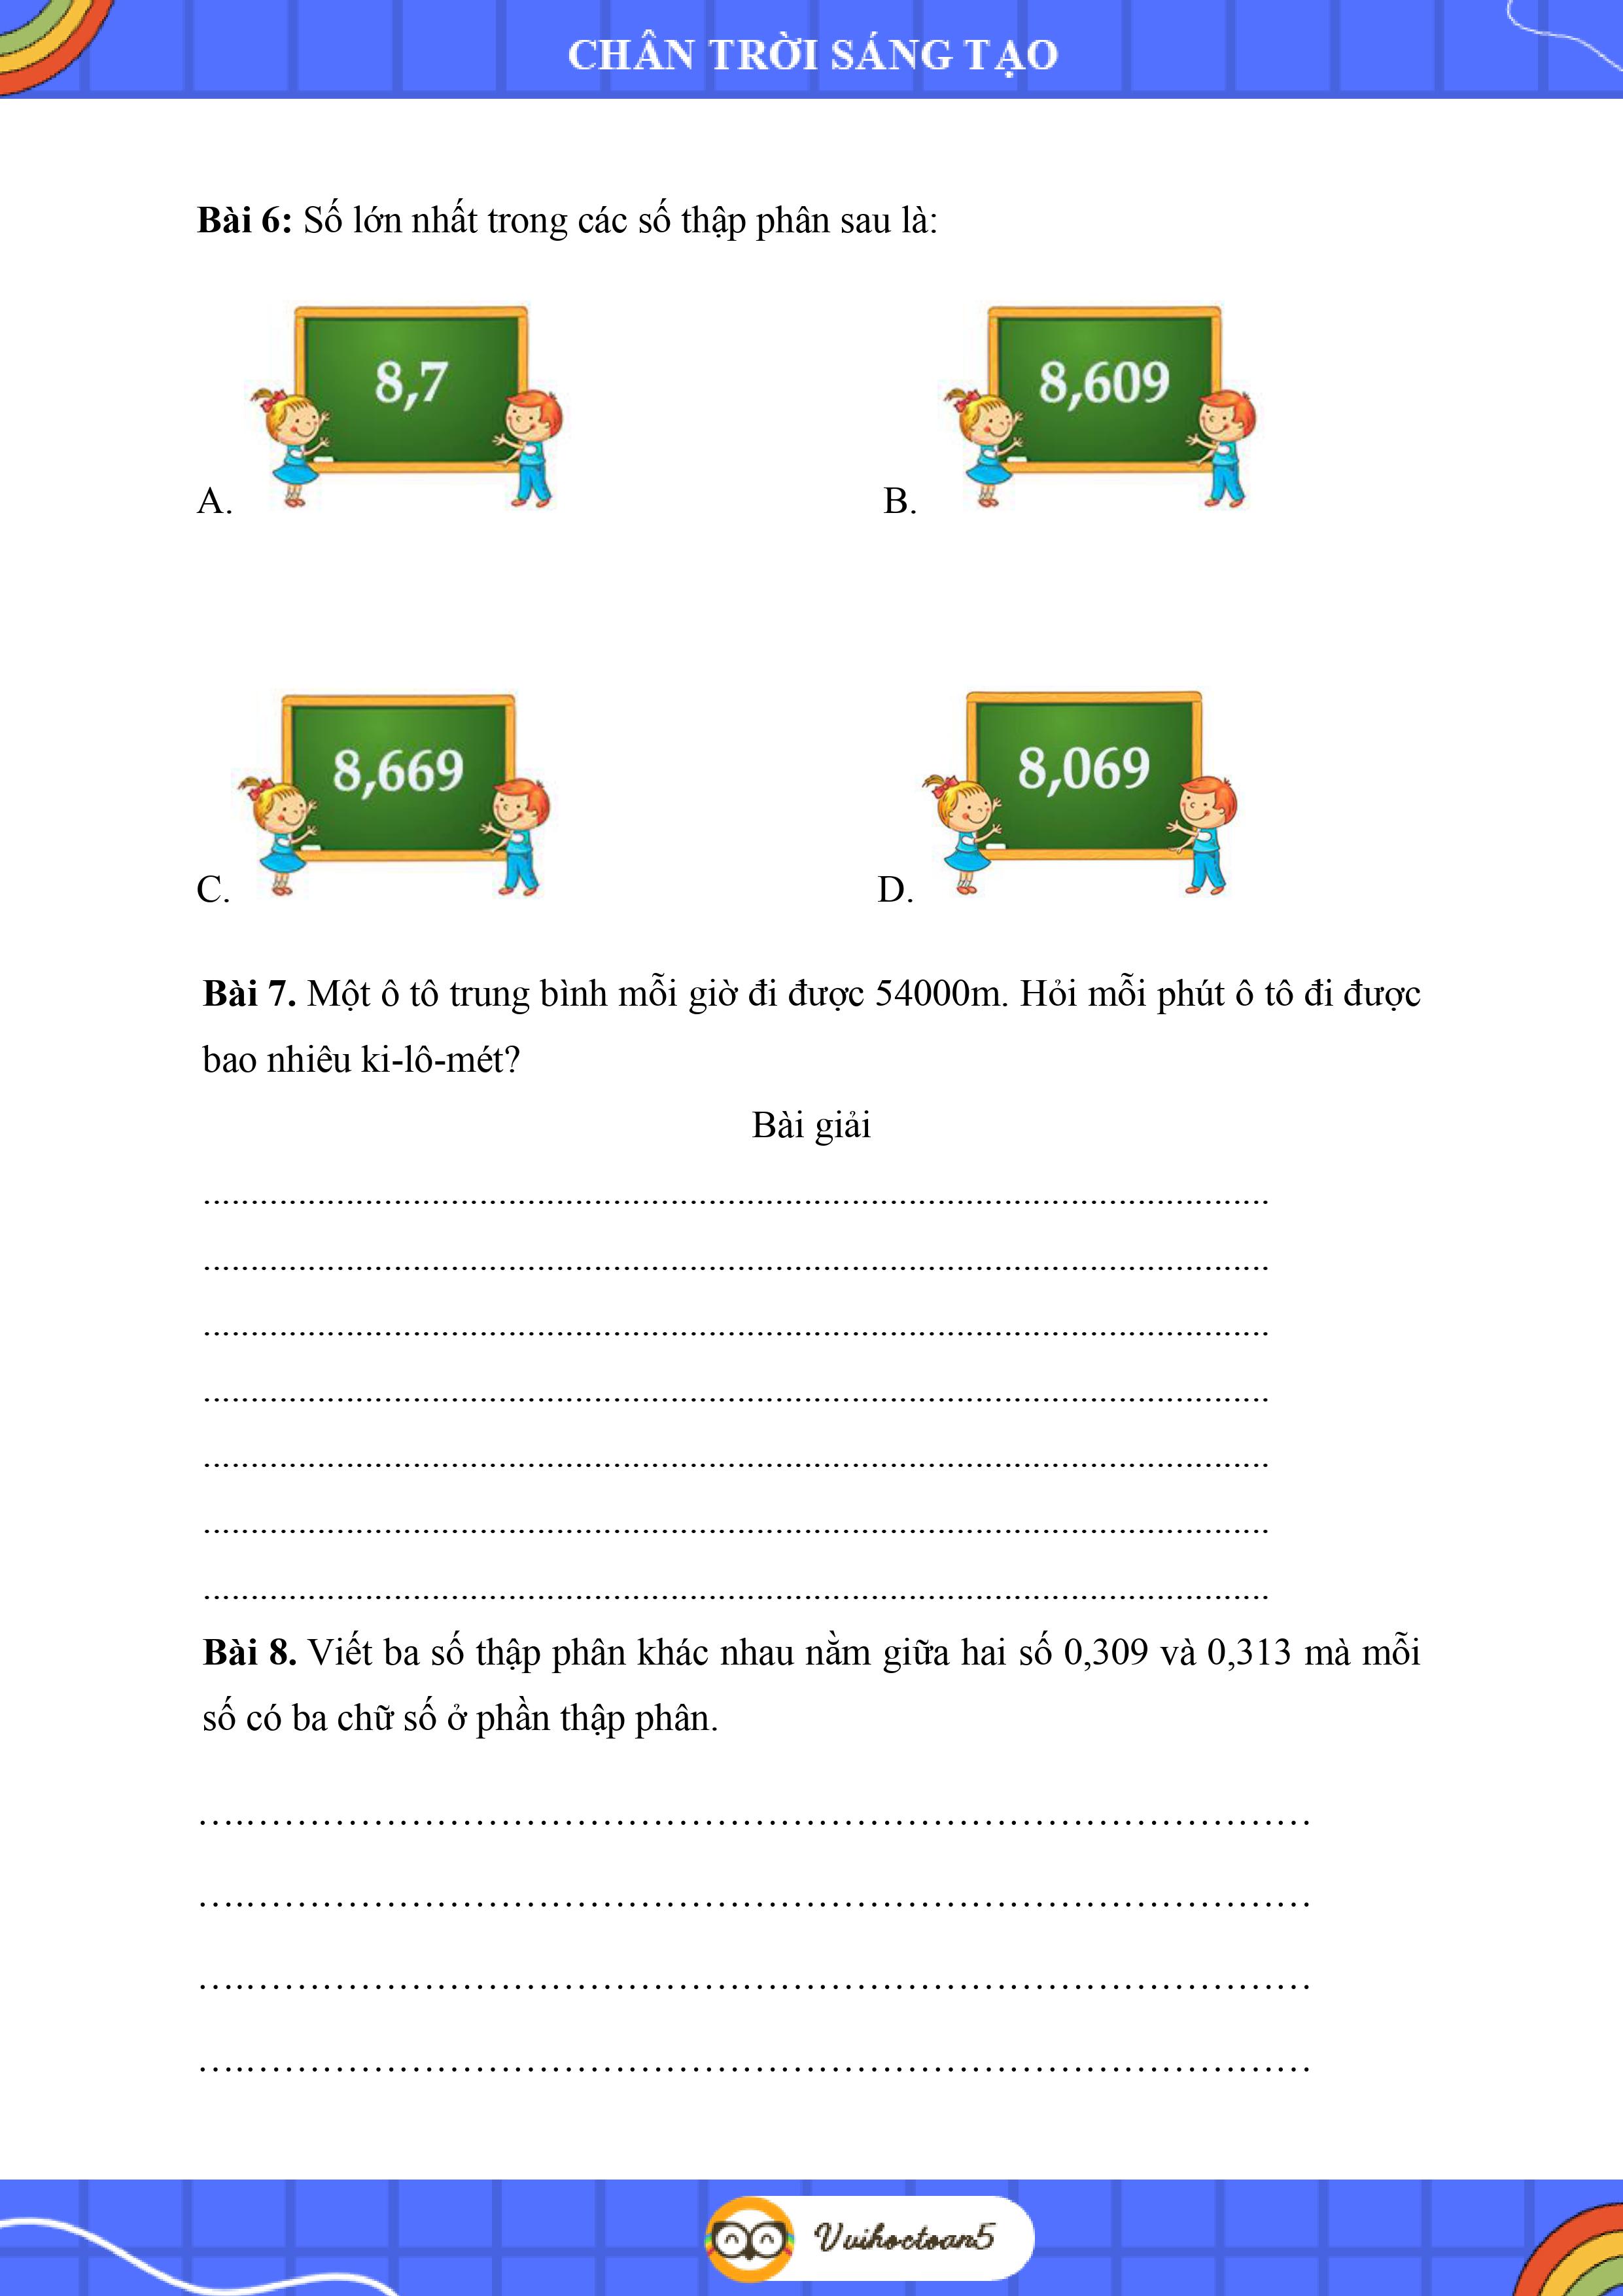 CHÂN TRỜI SÁNG TẠO
Bài 6: Số lớn nhất trong các số thập phân sau là:
8,7
8,609
A.
B.
8,669
8,069
C.
D.
Bài 7. Một ô tô trung bình mỗi giờ đi được 54000m. Hỏi mỗi phút ô tô đi được
bao nhiêu ki-lô-mét?
Bài giải
Bài 8. Viết ba số thập phân khác nhau nằm giữa hai số 0,309 và 0,313 mà mỗi
số có ba chữ số ở phần thập phân.
Vuihoctoan5